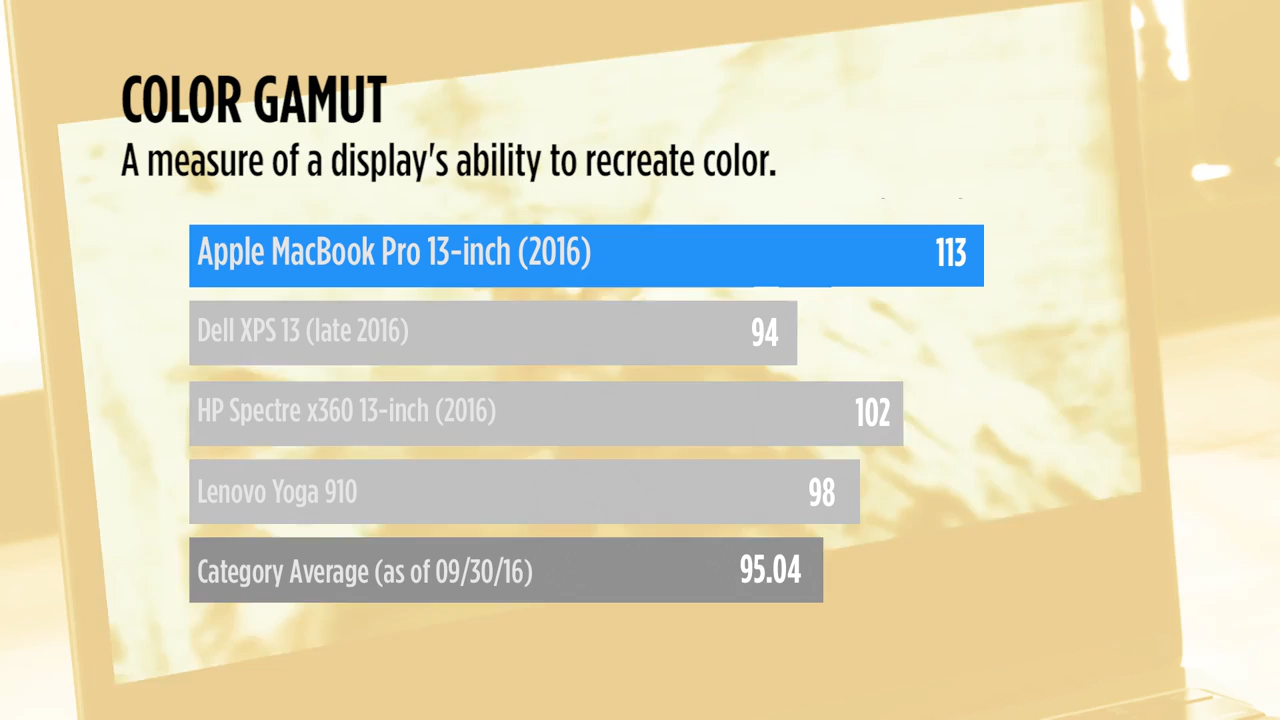 COLOR GAMUT
A measure of a display's ability to recreate color.
Apple MacBook Pro 13-inch (2016) 113
Dell XPS 13 (late 2016) 94
HP Spectre x360 13-inch (2016) 102
Lenovo Yoga 910 98
Category Average (as of 09/30/16) 95.04